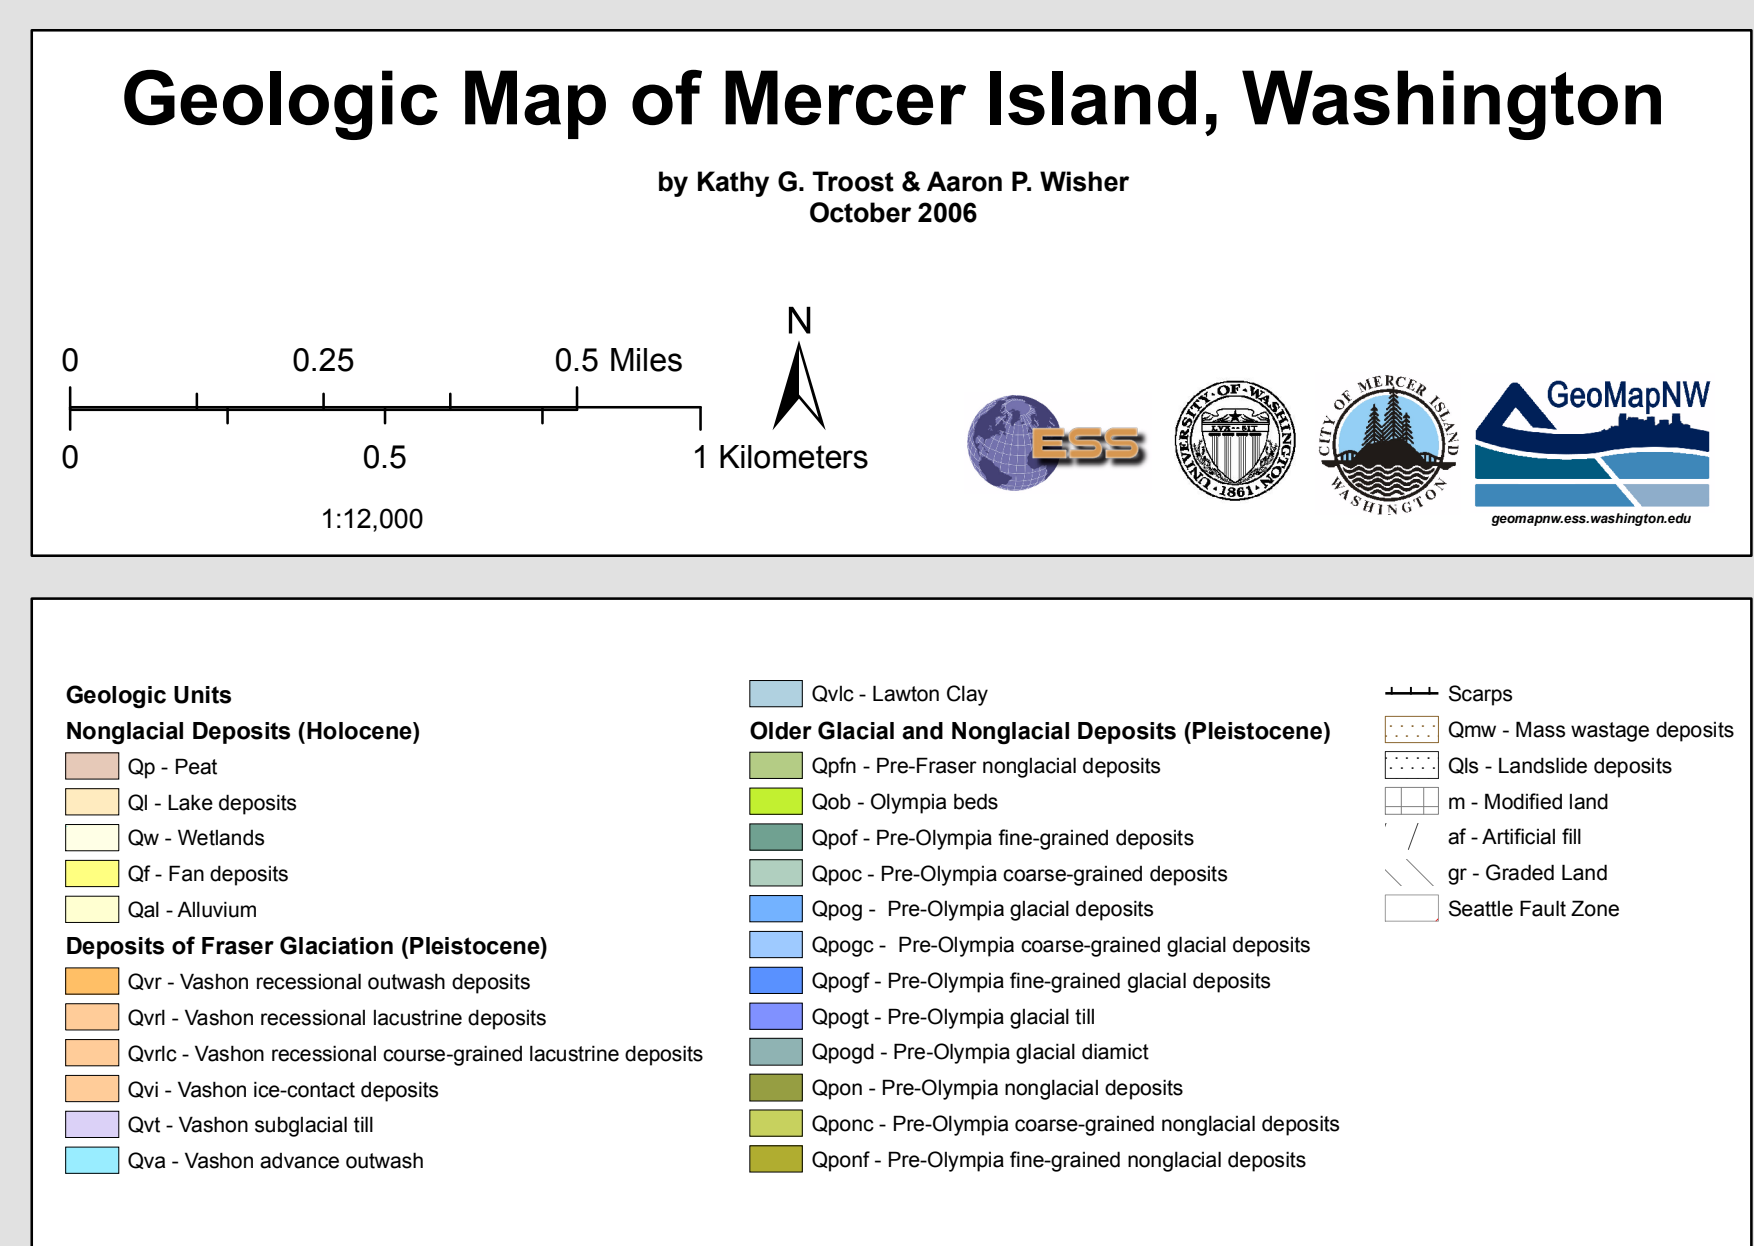 Geologic Map of Mercer Island, Washington
by Kathy G. Troost & Aaron P. Wisher
October 2006
0 0.25 0.5 Miles
0 0.5 1 Kilometers
1:12,000
N
ESS
UNIVERSITY·OF·WASHINGTON
LVX SIT
·1861·
CITY OF MERCER ISLAND
WASHINGTON
GeoMapNW
geomapnw.ess.washington.edu
Geologic Units
Nonglacial Deposits (Holocene)
Qp - Peat
Ql - Lake deposits
Qw - Wetlands
Qf - Fan deposits
Qal - Alluvium
Deposits of Fraser Glaciation (Pleistocene)
Qvr - Vashon recessional outwash deposits
Qvrl - Vashon recessional lacustrine deposits
Qvrlc - Vashon recessional course-grained lacustrine deposits
Qvi - Vashon ice-contact deposits
Qvt - Vashon subglacial till
Qva - Vashon advance outwash
Qvlc - Lawton Clay
Older Glacial and Nonglacial Deposits (Pleistocene)
Qpfn - Pre-Fraser nonglacial deposits
Qob - Olympia beds
Qpof - Pre-Olympia fine-grained deposits
Qpoc - Pre-Olympia coarse-grained deposits
Qpog - Pre-Olympia glacial deposits
Qpogc - Pre-Olympia coarse-grained glacial deposits
Qpogf - Pre-Olympia fine-grained glacial deposits
Qpogt - Pre-Olympia glacial till
Qpogd - Pre-Olympia glacial diamict
Qpon - Pre-Olympia nonglacial deposits
Qponc - Pre-Olympia coarse-grained nonglacial deposits
Qponf - Pre-Olympia fine-grained nonglacial deposits
Scarps
Qmw - Mass wastage deposits
Qls - Landslide deposits
m - Modified land
af - Artificial fill
gr - Graded Land
Seattle Fault Zone